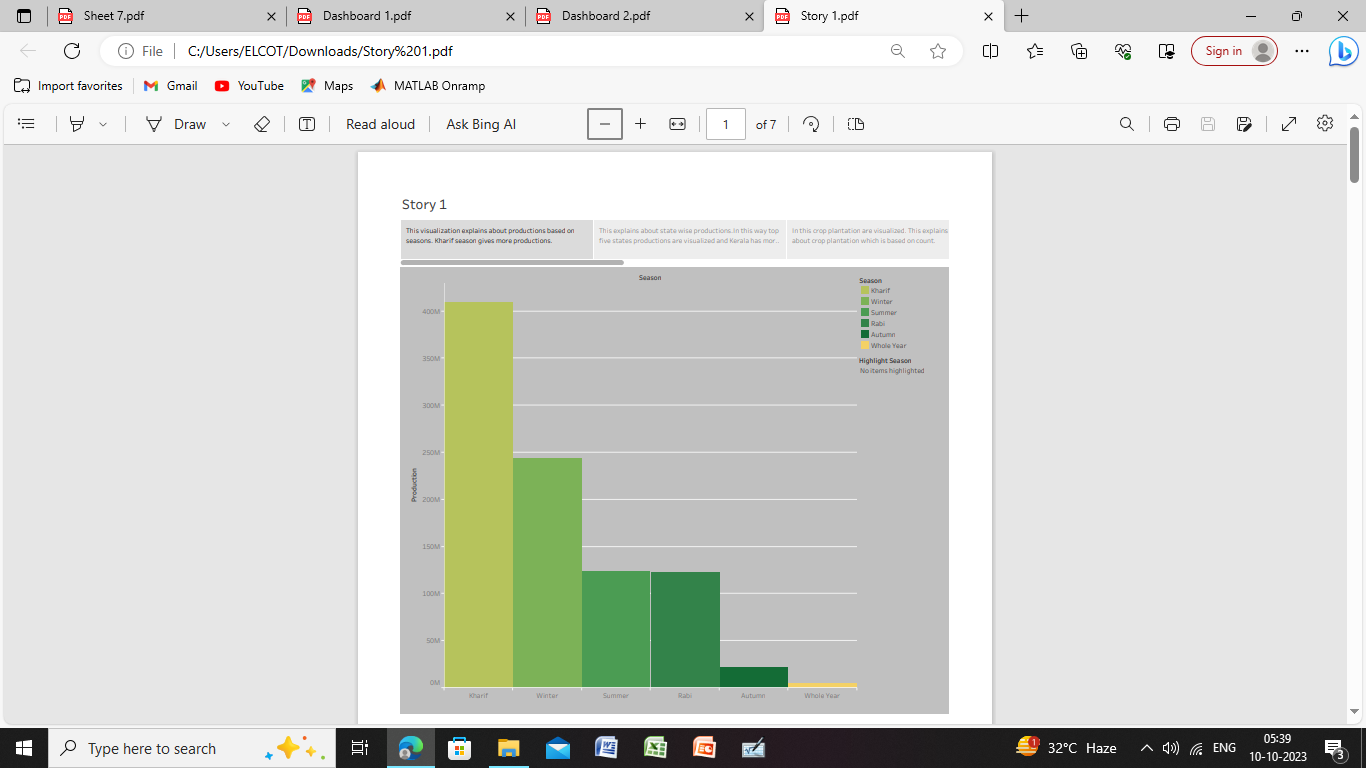 Sheet 7.pdf
Dashboard 1.pdf
Dashboard 2.pdf
Story 1.pdf
File
C:/Users/ELCOT/Downloads/Story%201.pdf
Sign in
Import favorites
Gmail
YouTube
Maps
MATLAB Onramp
Draw
Read aloud
Ask Bing AI
1
of 7
Story 1
This visualization explains about productions based on
seasons. Kharif season gives more productions.
This explains about state wise productions.In this way top
five states productions are visualized and Kerala has mor..
In this crop plantation are visualized. This explains
about crop plantation which is based on count.
Season
Production
400M
350M
300M
250M
200M
150M
100M
50M
0M
Kharif
Winter
Summer
Rabi
Autumn
Whole Year
Season
Kharif
Winter
Summer
Rabi
Autumn
Whole Year
Highlight Season
No items highlighted
Type here to search
1
32°C Haze
ENG
05:39
10-10-2023
3